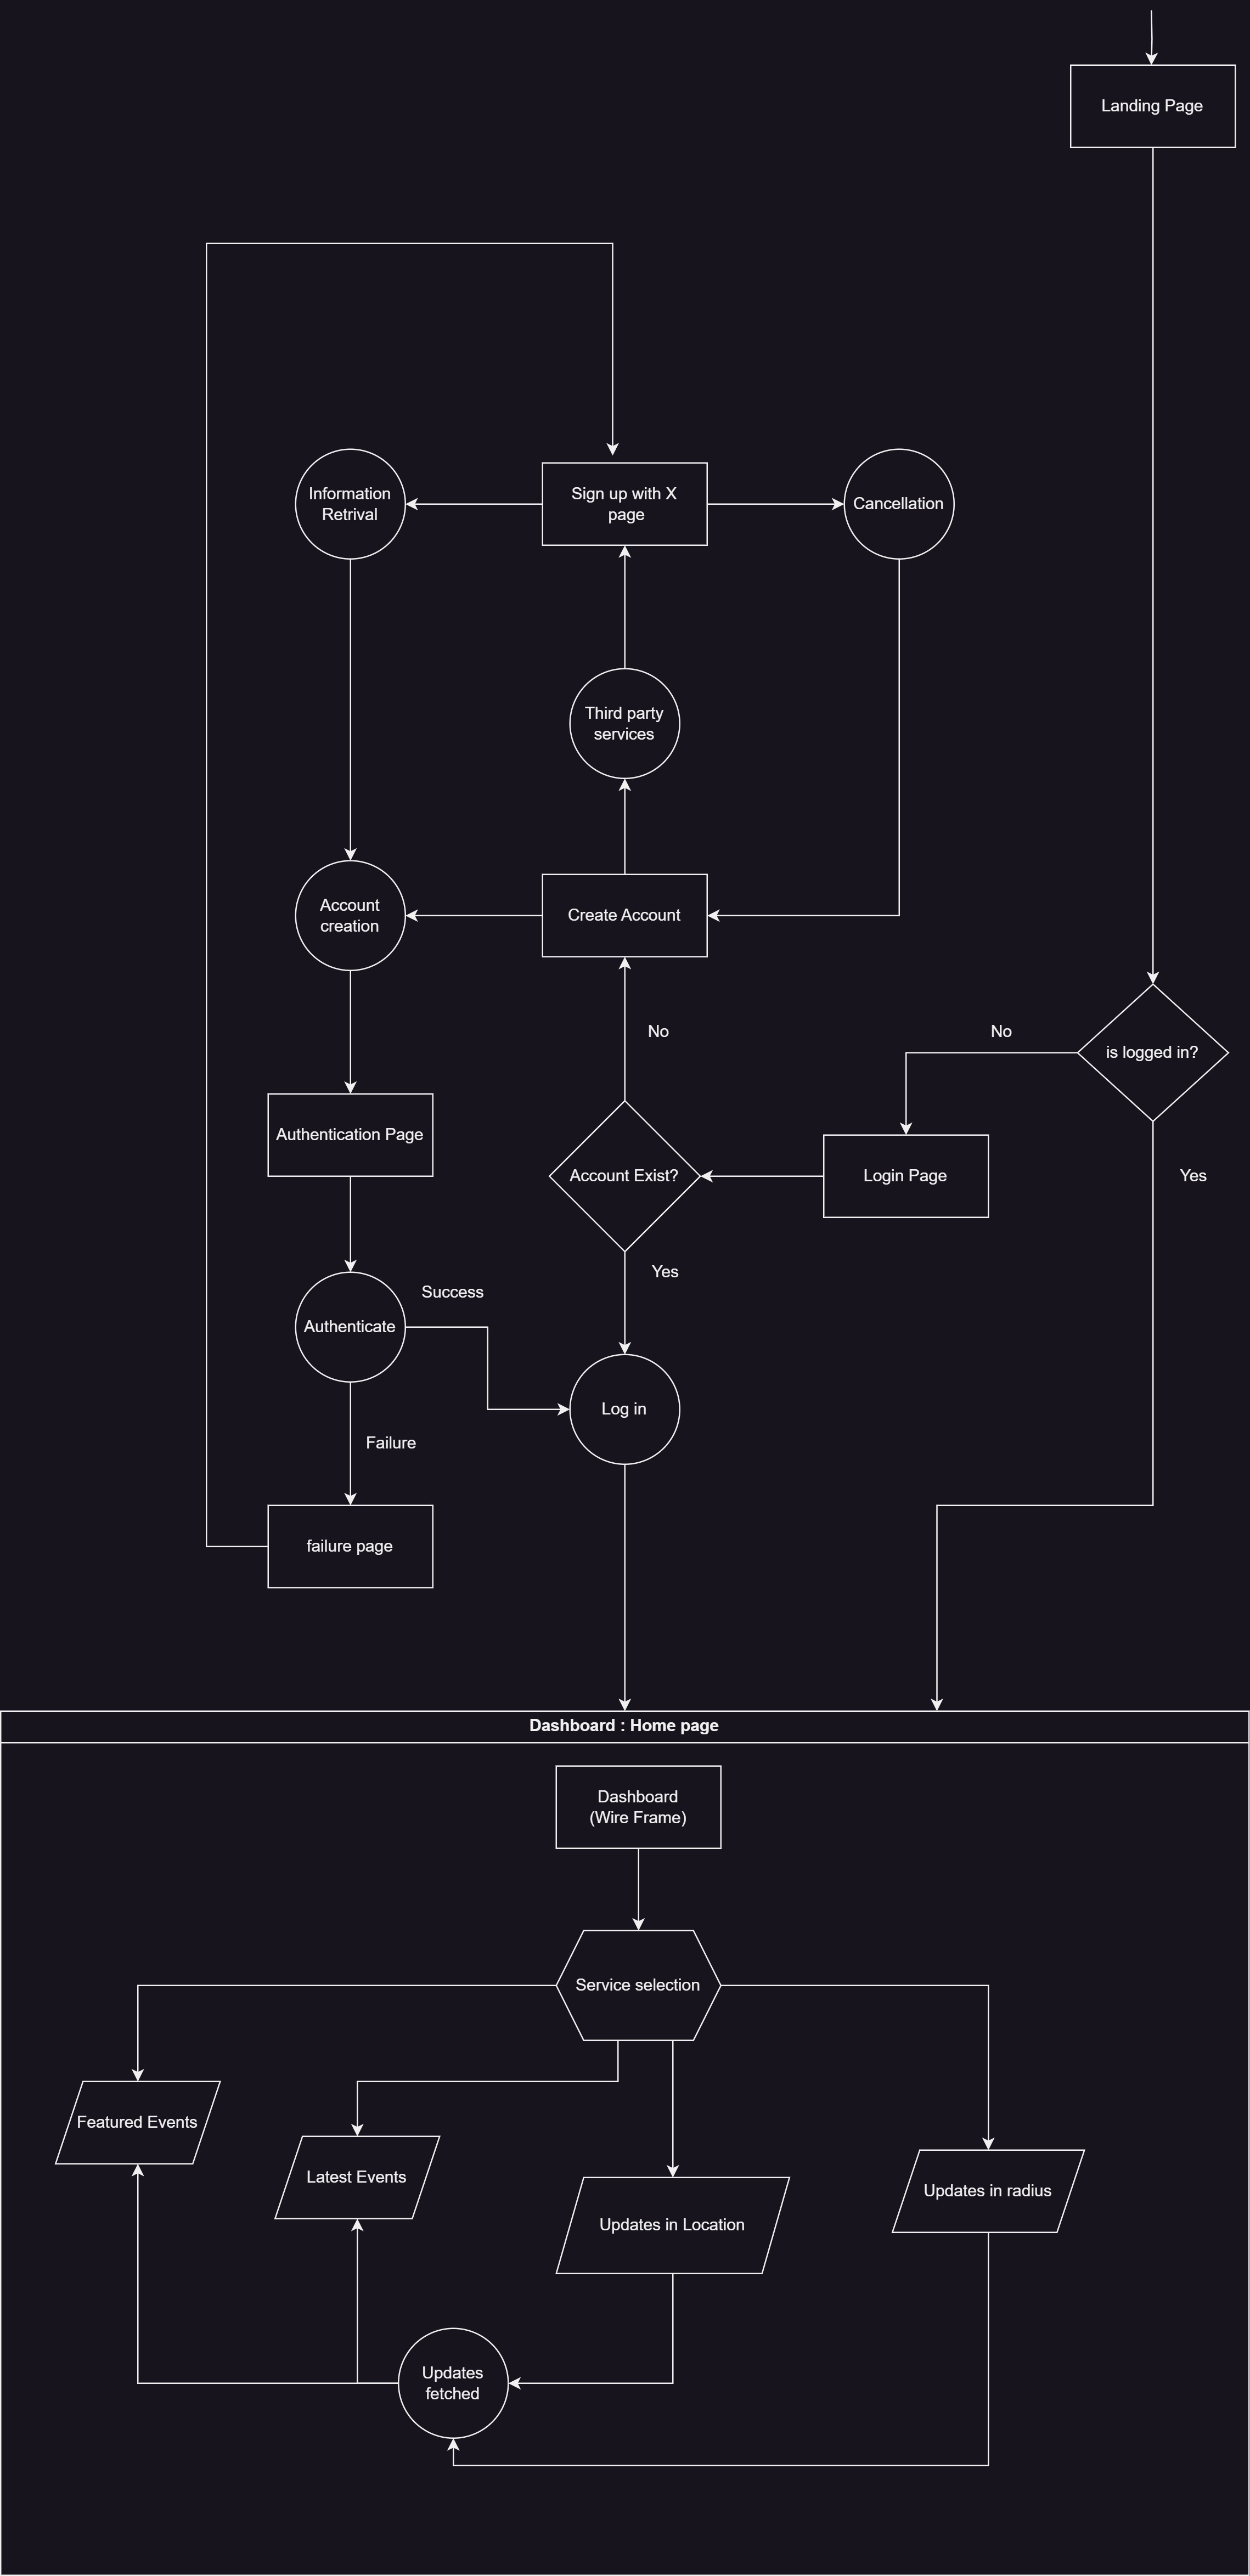 Landing Page
Information
Retrival
Sign up with X
page
Cancellation
Third party
services
Account
creation
Create Account
No
No
is logged in?
Authentication Page
Account Exist?
Login Page
Yes
Yes
Success
Authenticate
Log in
Failure
failure page
Dashboard : Home page
Dashboard
(Wire Frame)
Service selection
Featured Events
Latest Events
Updates in Location
Updates in radius
Updates
fetched